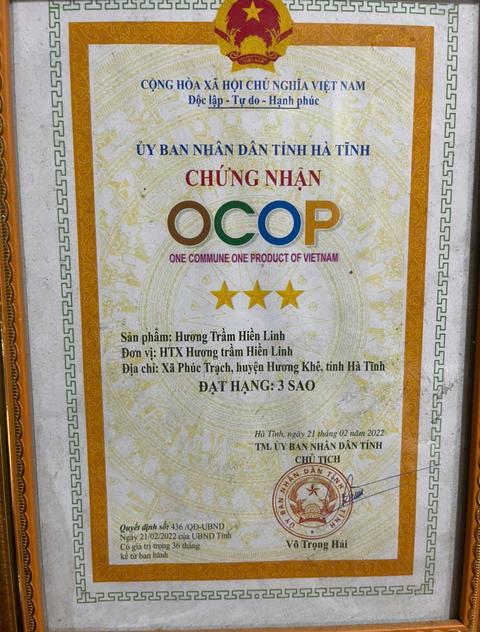 CỘNG HÒA XÃ HỘI CHỦ NGHĨA VIỆT NAM
Độc lập - Tự do - Hạnh phúc
ỦY BAN NHÂN DÂN TỈNH HÀ TĨNH
CHỨNG NHẬN
OCOP
ONE COMMUNE ONE PRODUCT OF VIETNAM
Sản phẩm: Hương Trầm Hiền Linh
Đơn vị: HTX Hương trầm Hiền Linh
Địa chỉ: Xã Phúc Trạch, huyện Hương Khê, tỉnh Hà Tĩnh
ĐẠT HẠNG: 3 SAO
Hà Tĩnh, ngày 21 tháng 02 năm 2022
TM. ỦY BAN NHÂN DÂN TỈNH
CHỦ TỊCH
ỦY BAN NHÂN DÂN TỈNH
Võ Trọng Hải
Quyết định số: 436 /QĐ-UBND
Ngày 21/02/2022 của UBND Tỉnh
Có giá trị trong 36 tháng
kể từ ban hành